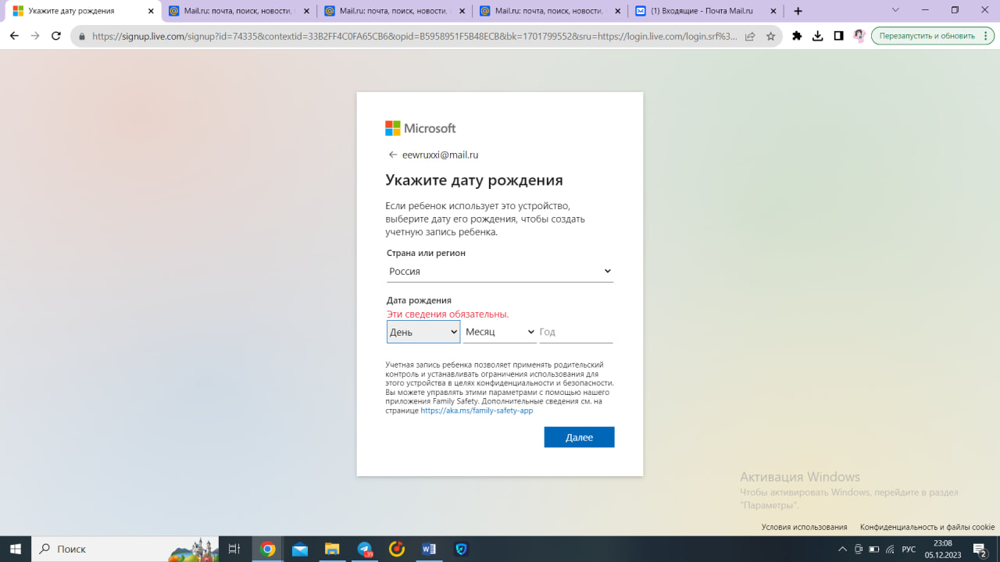 Укажите дату рождения
Mail.ru: почта, поиск, новости,
Mail.ru: почта, поиск, новости,
Mail.ru: почта, поиск, новости,
(1) Входящие - Почта Mail.ru
https://signup.live.com/signup?id=74335&contextid=33B2FF4C0FA65CB6&opid=B5958951F5B48ECB&bk=1701799552&sru=https://login.live.com/login.srf%3...
Перезапустить и обновить
Microsoft
eewruxxi@mail.ru
Укажите дату рождения
Если ребенок использует это устройство,
выберите дату его рождения, чтобы создать
учетную запись ребенка.
Страна или регион
Россия
Дата рождения
Эти сведения обязательны.
День Месяц Год
Учетная запись ребенка позволяет применять родительский
контроль и устанавливать ограничения использования для
этого устройства в целях конфиденциальности и безопасности.
Вы можете управлять этими параметрами с помощью нашего
приложения Family Safety. Дополнительные сведения см. на
странице https://aka.ms/family-safety-app
Далее
Активация Windows
Чтобы активировать Windows, перейдите в раздел
"Параметры".
Условия использования Конфиденциальность и файлы cookie
Поиск
39
РУС
23:08
05.12.2023
2